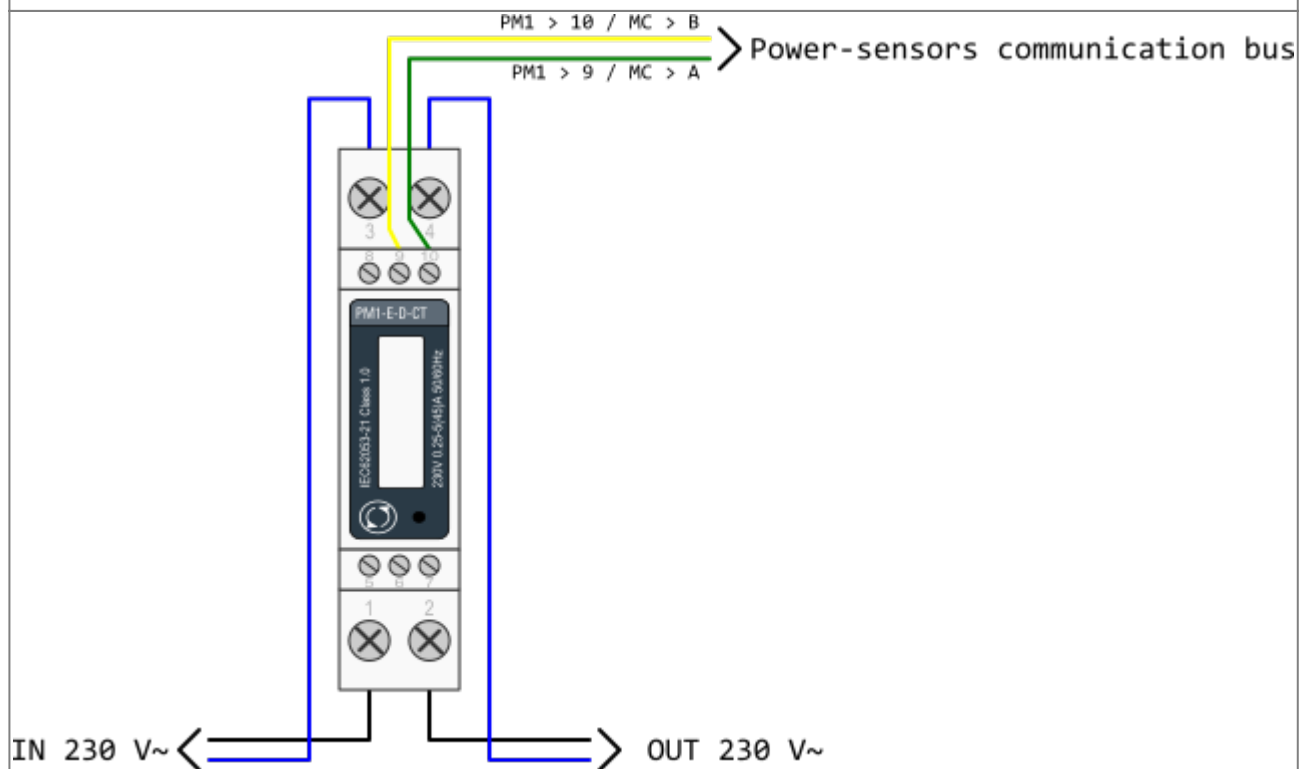 PM1 > 10 / MC > B
Power-sensors communication bus
PM1 > 9 / MC > A
3 4
8 9 10
PM1-E-D-CT
IEC62053-21 Class 1.0
230V 0.25-5(45)A 50/60Hz
5 6 7
1 2
IN 230 V~
OUT 230 V~